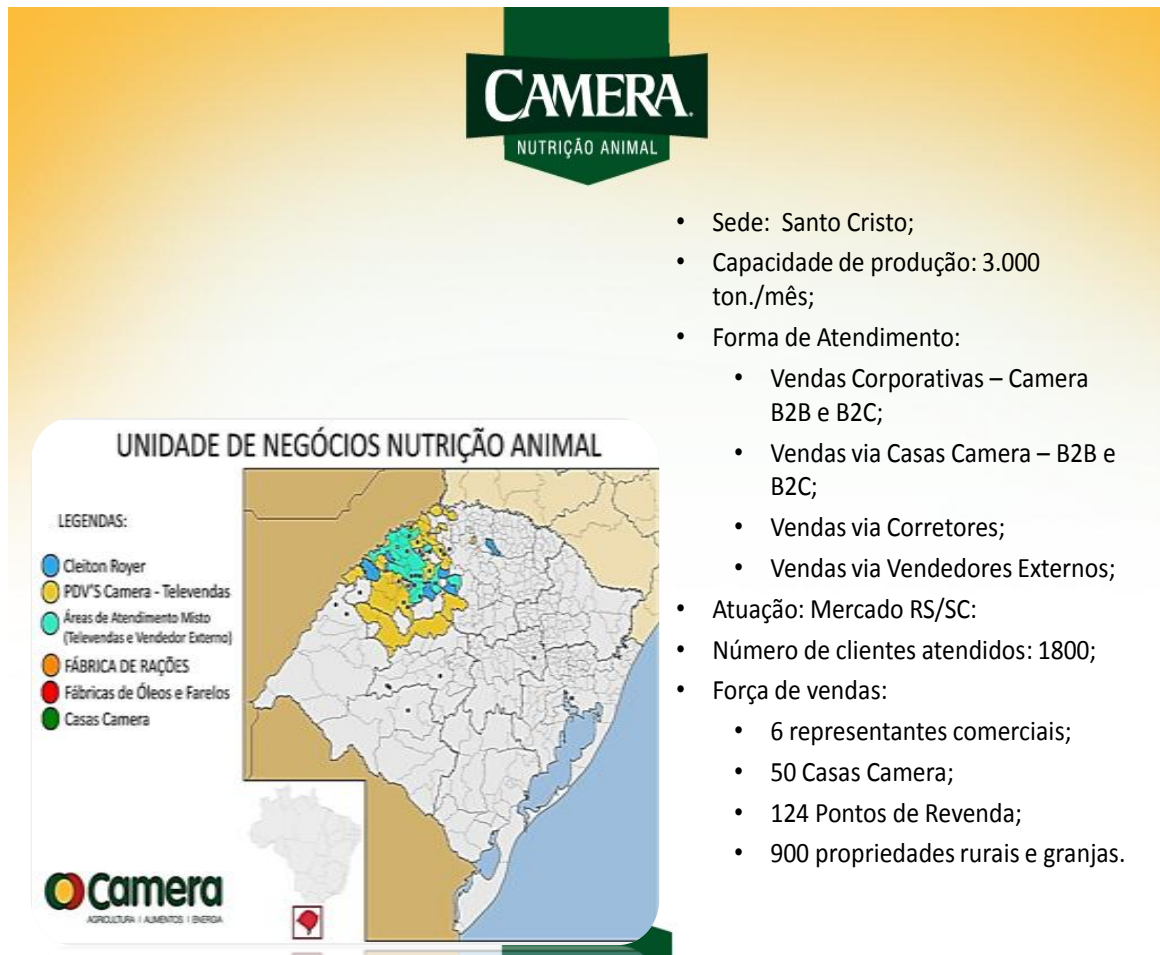 CAMERA
NUTRIÇÃO ANIMAL
• Sede: Santo Cristo;
• Capacidade de produção: 3.000
ton./mês;
• Forma de Atendimento:
• Vendas Corporativas – Camera
B2B e B2C;
• Vendas via Casas Camera – B2B e
B2C;
• Vendas via Corretores;
• Vendas via Vendedores Externos;
• Atuação: Mercado RS/SC:
• Número de clientes atendidos: 1800;
• Força de vendas:
• 6 representantes comerciais;
• 50 Casas Camera;
• 124 Pontos de Revenda;
• 900 propriedades rurais e granjas.
UNIDADE DE NEGÓCIOS NUTRIÇÃO ANIMAL
LEGENDAS:
Cleiton Royer
PDV'S Camera - Televendas
Áreas de Atendimento Misto
(Televendas e Vendedor Externo)
FÁBRICA DE RAÇÕES
Fábricas de Óleos e Farelos
Casas Camera
Camera
AGRICULTURA | ALIMENTOS | ENERGIA